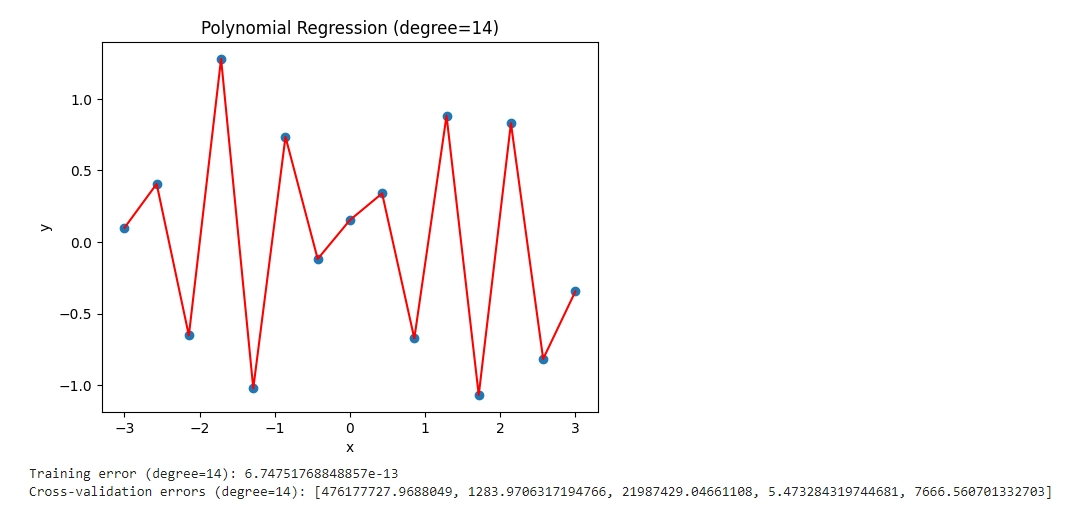 Polynomial Regression (degree=14)
1.0
0.5
0.0
−0.5
−1.0
y
−3 −2 −1 0 1 2 3
x
Training error (degree=14): 6.74751768848857e-13
Cross-validation errors (degree=14): [476177727.9688049, 1283.9706317194766, 21987429.04661108, 5.473284319744681, 7666.560701332703]